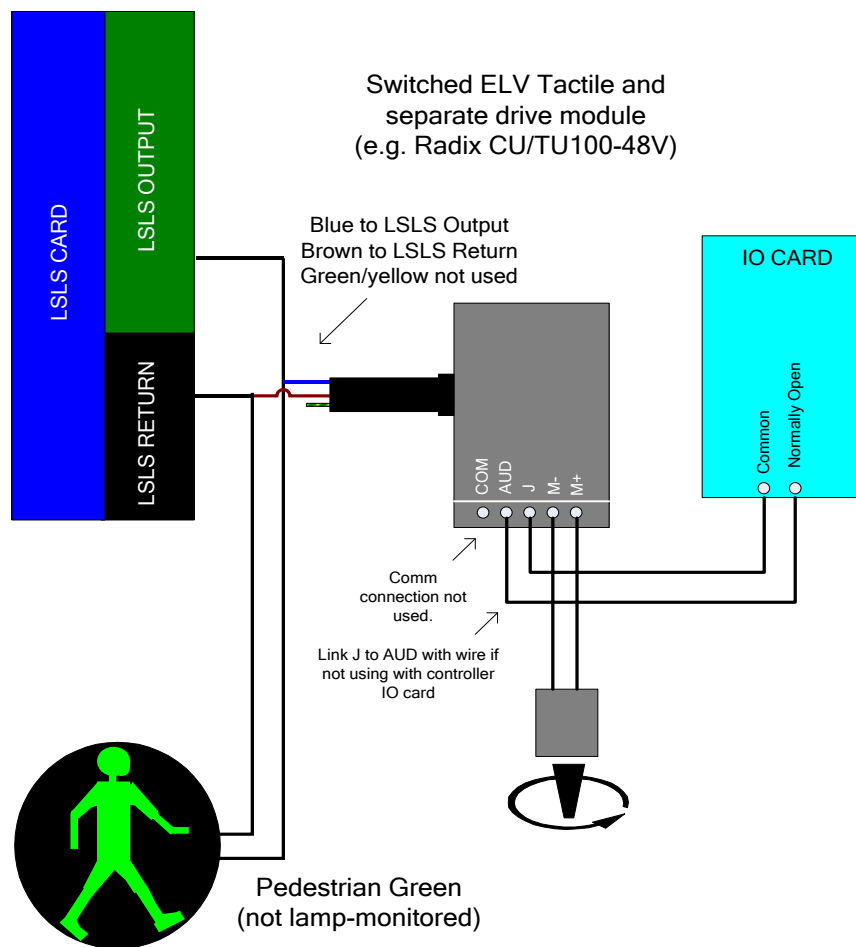 Switched ELV Tactile and
separate drive module
(e.g. Radix CU/TU100-48V)
LSLS CARD
LSLS OUTPUT
LSLS RETURN
Blue to LSLS Output
Brown to LSLS Return
Green/yellow not used
IO CARD
Common
Normally Open
COM
AUD
J
M-
M+
Comm
connection not
used.
Link J to AUD with wire if
not using with controller
IO card
Pedestrian Green
(not lamp-monitored)